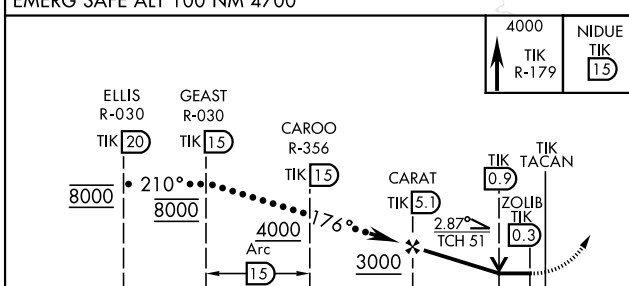 EMERG SAFE ALT 100 NM 4700
4000
TIK
R-179
NIDUE
TIK
15
ELLIS
R-030
TIK 20
GEAST
R-030
TIK 15
CAROO
R-356
TIK 15
CARAT
TIK 5.1
TIK
0.9
TIK
TACAN
ZOLIB
TIK
0.3
8000
210°
8000
4000
176°
3000
2.87°
TCH 51
Arc
15